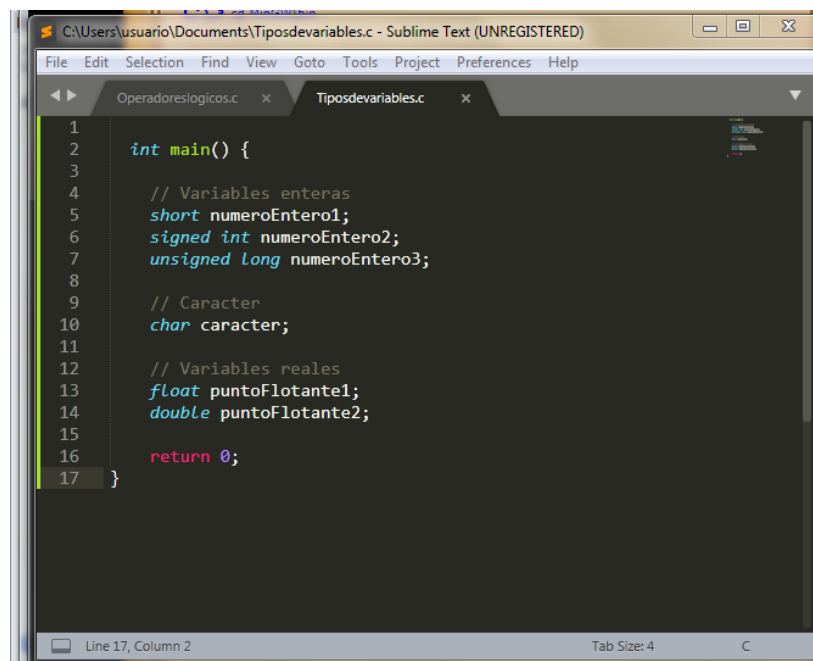 cd MinGW\bin
C:\Users\usuario\Documents\Tiposdevariables.c - Sublime Text (UNREGISTERED)
File Edit Selection Find View Goto Tools Project Preferences Help
Operadoreslogicos.c × Tiposdevariables.c ×
1
2 int main() {
3
4 // Variables enteras
5 short numeroEntero1;
6 signed int numeroEntero2;
7 unsigned long numeroEntero3;
8
9 // Caracter
10 char caracter;
11
12 // Variables reales
13 float puntoFlotante1;
14 double puntoFlotante2;
15
16 return 0;
17 }
Line 17, Column 2 Tab Size: 4 C